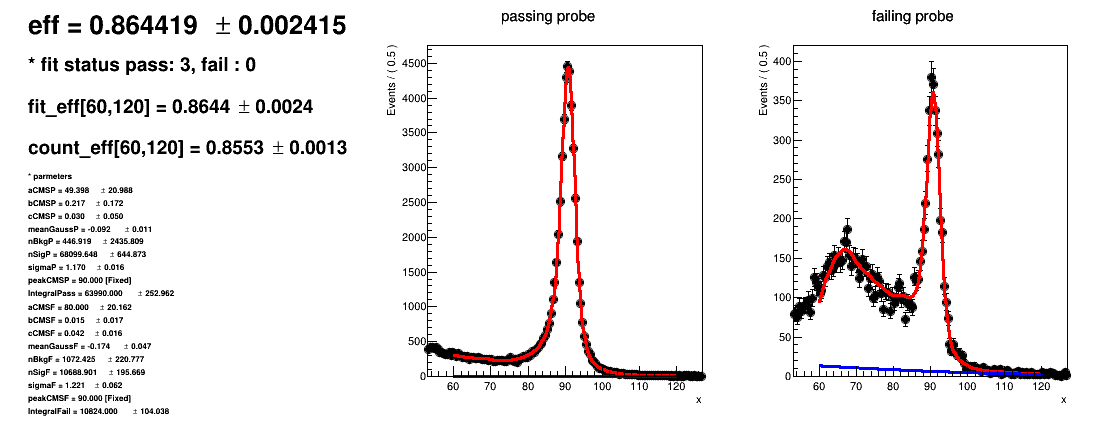 eff = 0.864419 ± 0.002415
* fit status pass: 3, fail : 0
fit_eff[60,120] = 0.8644 ± 0.0024
count_eff[60,120] = 0.8553 ± 0.0013
* parmeters
aCMSP = 49.398 ± 20.988
bCMSP = 0.217 ± 0.172
cCMSP = 0.030 ± 0.050
meanGaussP = -0.092 ± 0.011
nBkgP = 446.919 ± 2435.809
nSigP = 68099.648 ± 644.873
sigmaP = 1.170 ± 0.016
peakCMSP = 90.000 [Fixed]
IntegralPass = 63990.000 ± 252.962
aCMSF = 80.000 ± 20.162
bCMSF = 0.015 ± 0.017
cCMSF = 0.042 ± 0.016
meanGaussF = -0.174 ± 0.047
nBkgF = 1072.425 ± 220.777
nSigF = 10688.901 ± 195.669
sigmaF = 1.221 ± 0.062
peakCMSF = 90.000 [Fixed]
IntegralFail = 10824.000 ± 104.038
passing probe
Events / ( 0.5 )
4500
4000
3500
3000
2500
2000
1500
1000
500
0
60 70 80 90 100 110 120
x
failing probe
Events / ( 0.5 )
400
350
300
250
200
150
100
50
0
60 70 80 90 100 110 120
x